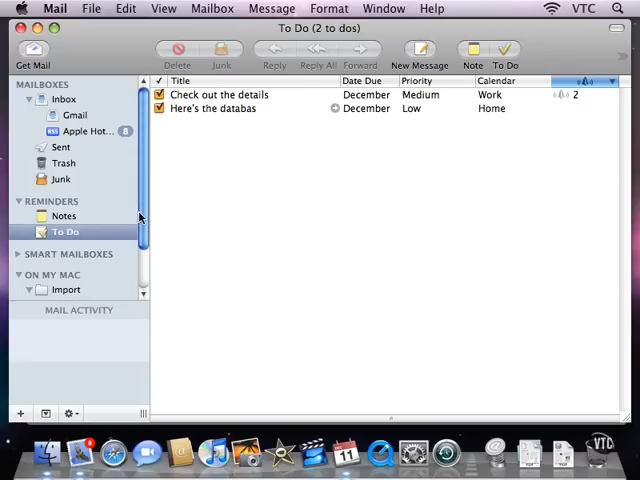 Mail File Edit View Mailbox Message Format Window Help VTC
To Do (2 to dos)
Get Mail Delete Junk Reply Reply All Forward New Message Note To Do
MAILBOXES
Inbox
Gmail
Apple Hot... 8
Sent
Trash
Junk
REMINDERS
Notes
To Do
SMART MAILBOXES
ON MY MAC
Import
MAIL ACTIVITY
Title Date Due Priority Calendar
Check out the details December Medium Work 2
Here's the databas December Low Home
8
11
VTC